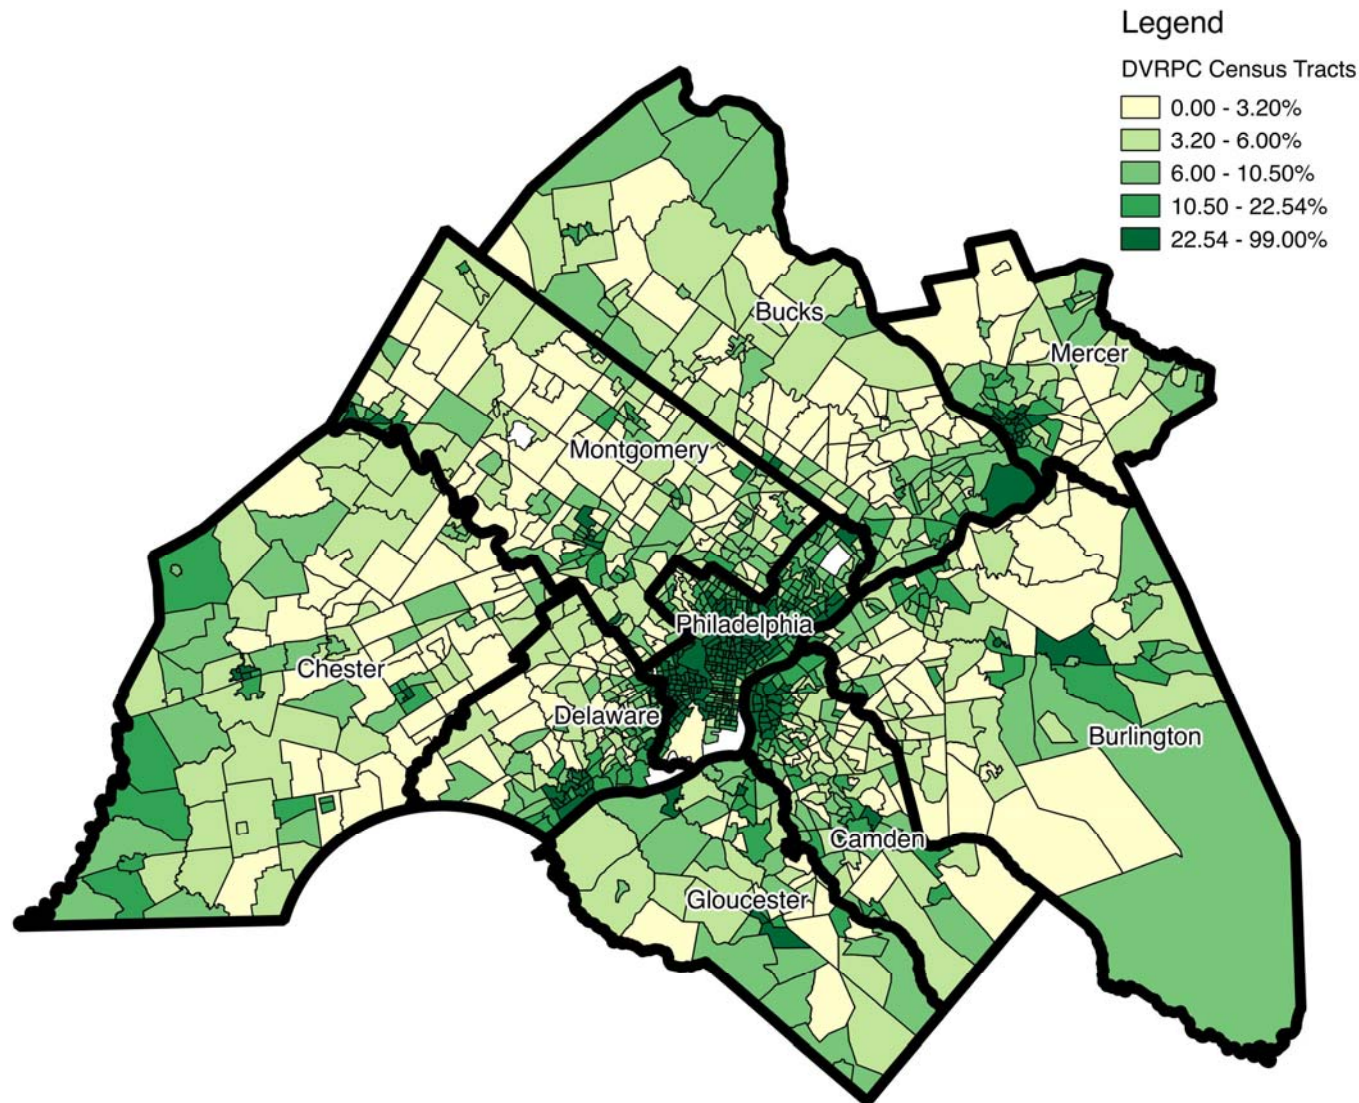 Legend
DVRPC Census Tracts
0.00 - 3.20%
3.20 - 6.00%
6.00 - 10.50%
10.50 - 22.54%
22.54 - 99.00%
Bucks
Mercer
Montgomery
Philadelphia
Chester
Delaware
Burlington
Camden
Gloucester